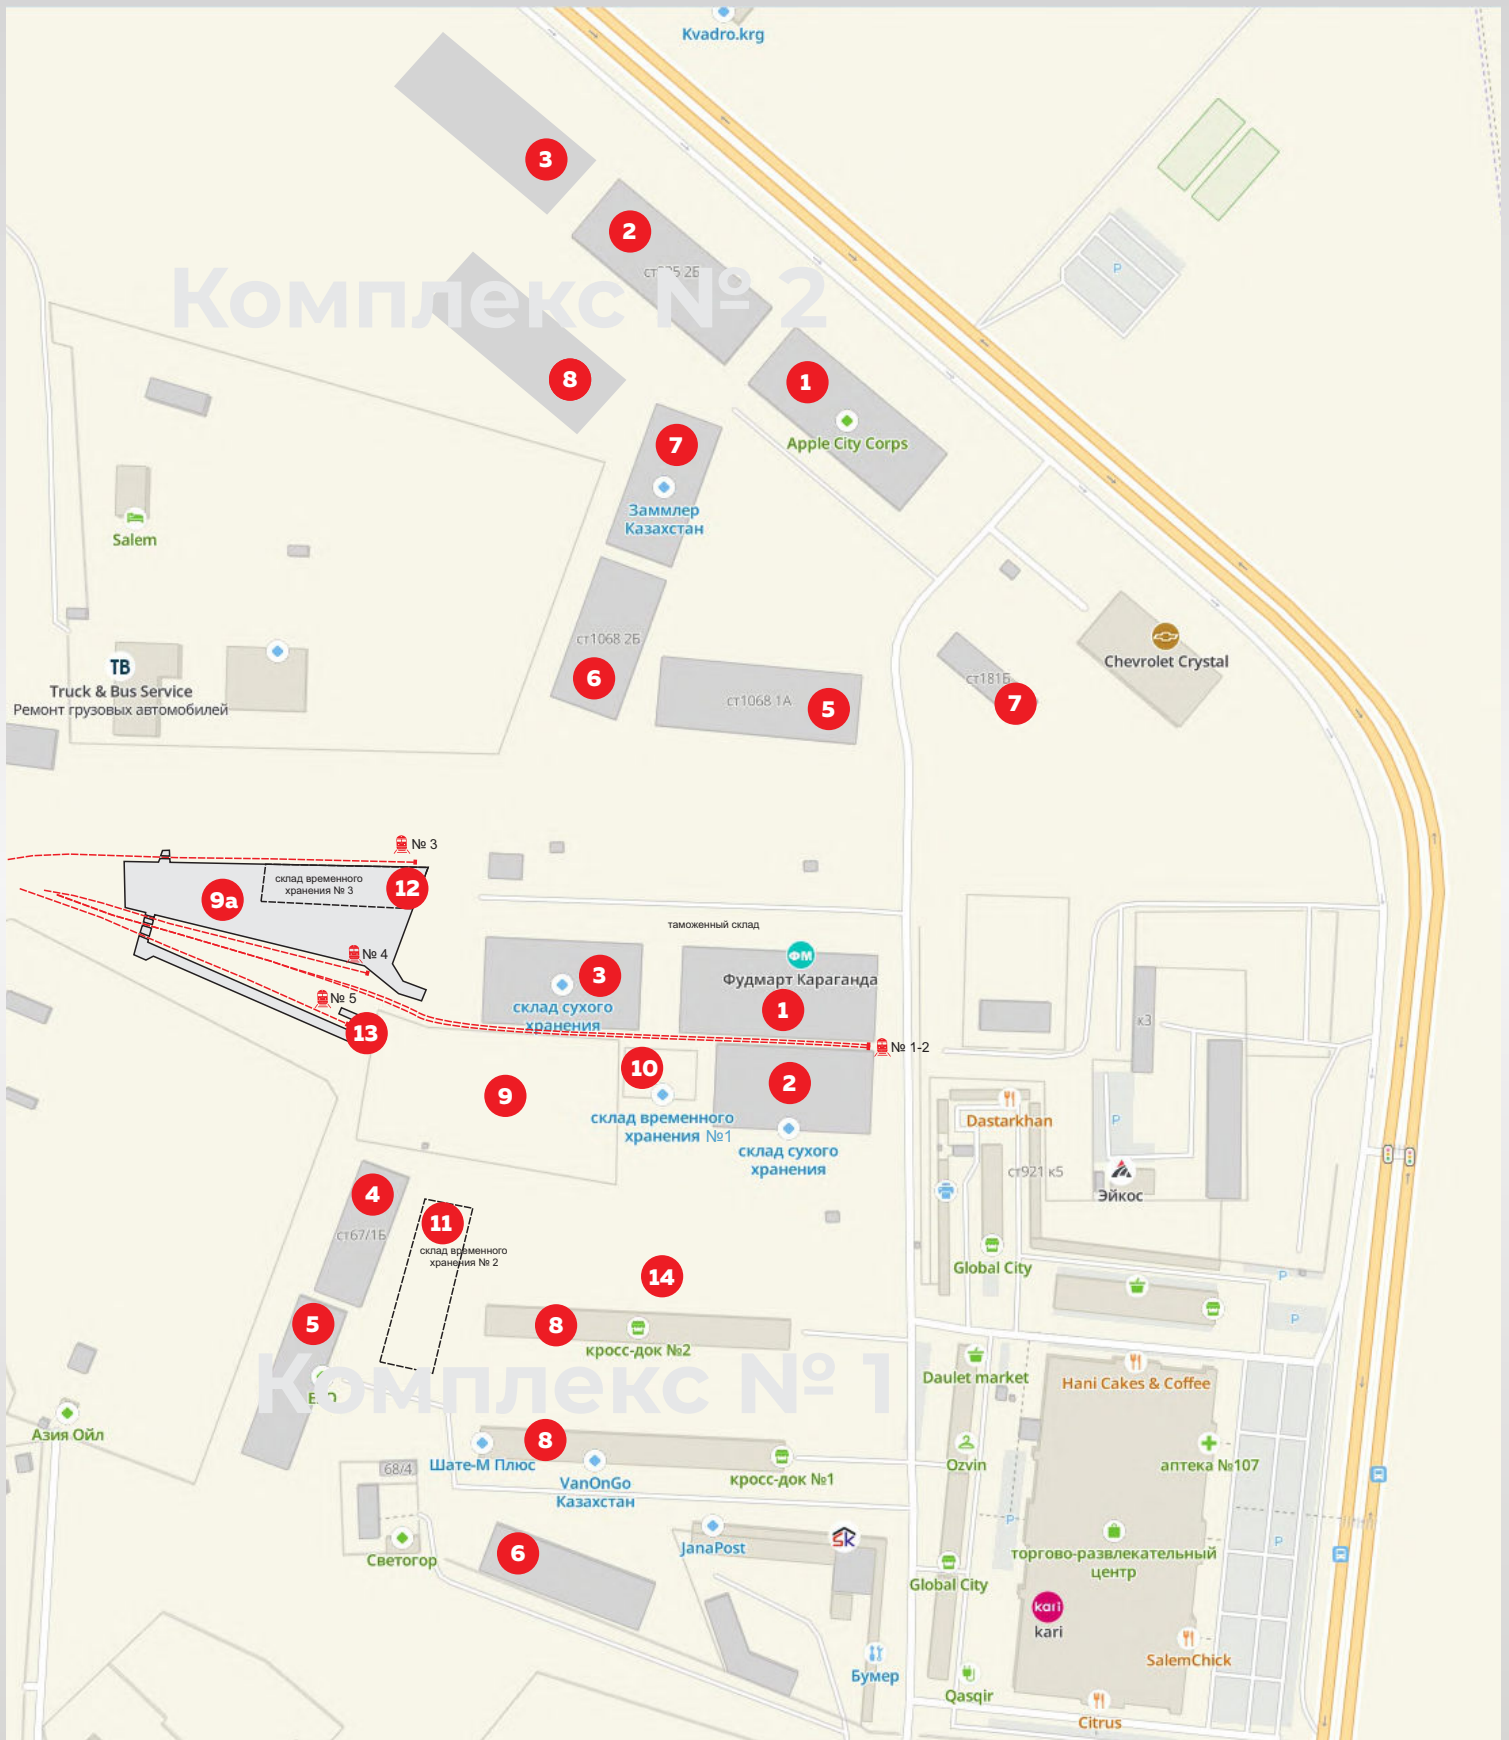 Kvadro.krg
3
2
ст995 2Б
Комплекс № 2
P
8
1
Apple City Corps
7
Заммлер
Казахстан
Salem
ст1068 2Б
6
ТВ
Truck & Bus Service
Ремонт грузовых автомобилей
ст1068 1А
5
Chevrolet Crystal
ст181Б
7
№ 3
склад временного
хранения № 3
9а
12
№ 4
№ 5
13
таможенный склад
ФМ
Фудмарт Караганда
3
склад сухого
хранения
1
№ 1-2
к3
10
2
9
склад временного
хранения №1
склад сухого
хранения
Dastarkhan
P
ст921 к5
Эйкос
4
ст67/1Б
11
склад временного
хранения № 2
Global City
14
P
P
5
8
кросс-док №2
Комплекс № 1
Daulet market
Hani Cakes & Coffee
Азия Ойл
8
Шате-М Плюс
VanOnGo
Казахстан
кросс-док №1
68/4
Ozvin
аптека №107
P
P
Светогор
6
JanaPost
SK
Global City
торгово-развлекательный
центр
kari
kari
SalemChick
Бумер
Qasqir
Citrus